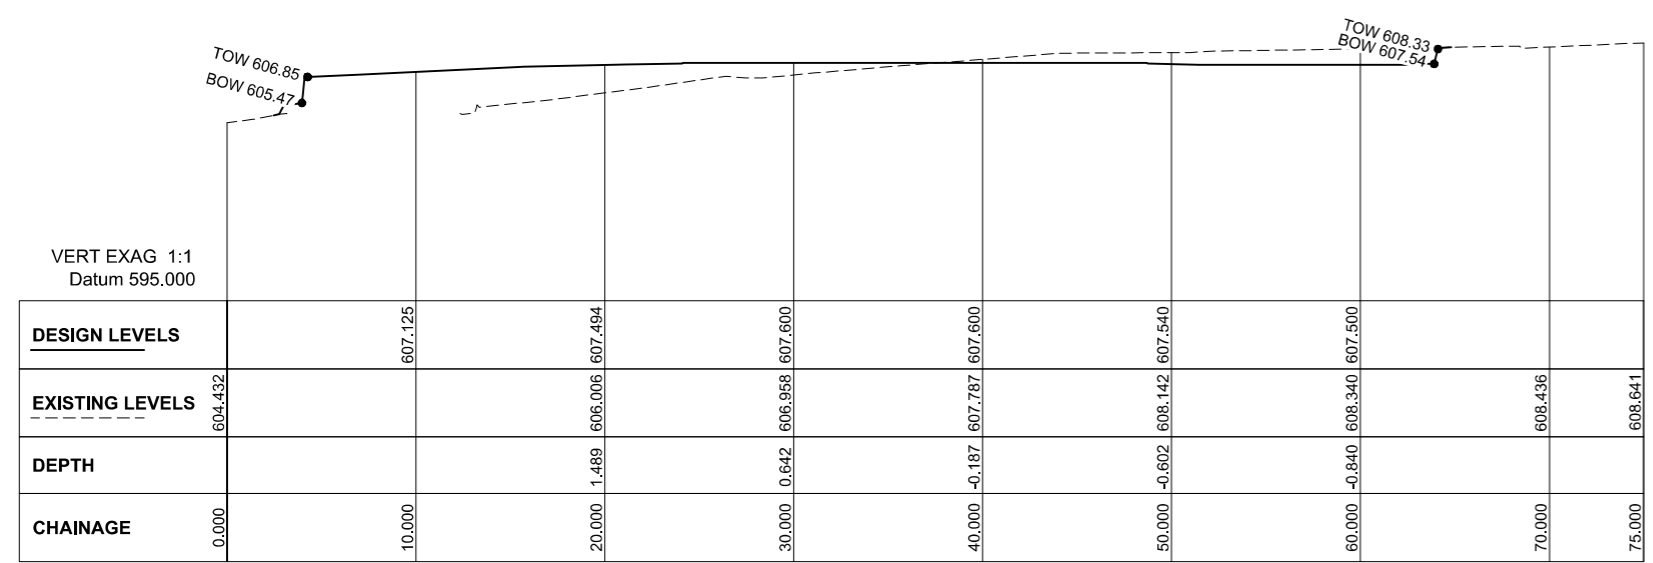 TOW 606.85
BOW 605.47
TOW 608.33
BOW 607.54
VERT EXAG 1:1
Datum 595.000
DESIGN LEVELS 607.125 607.494 607.600 607.600 607.540 607.500
EXISTING LEVELS 604.432 606.006 606.958 607.787 608.142 608.340 608.436 608.641
DEPTH 1.489 0.642 -0.187 -0.602 -0.840
CHAINAGE 0.000 10.000 20.000 30.000 40.000 50.000 60.000 70.000 75.000